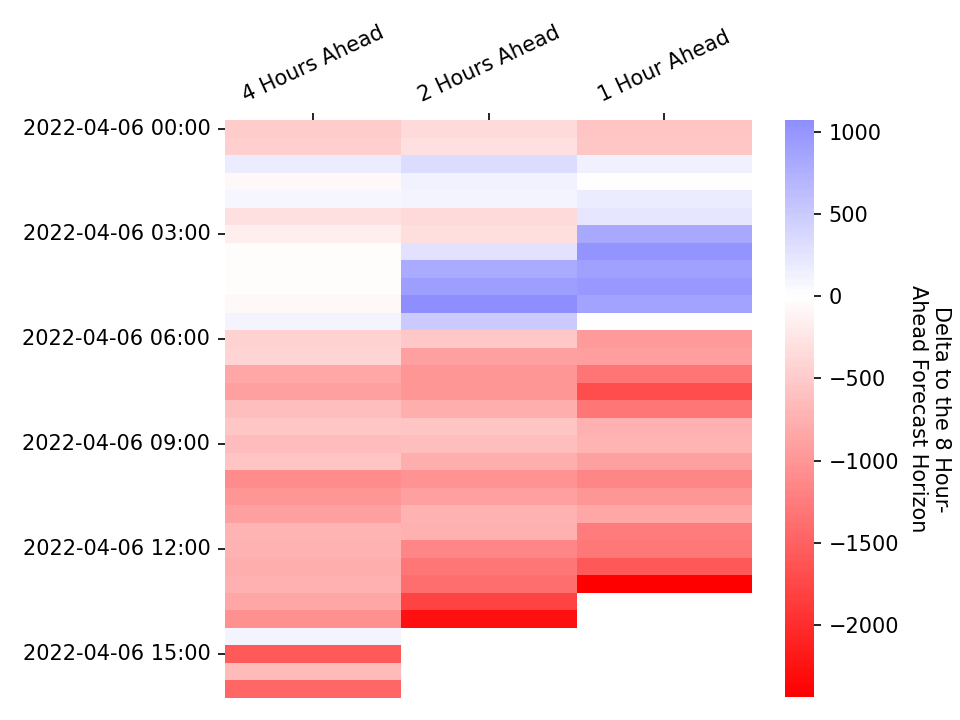 4 Hours Ahead
2 Hours Ahead
1 Hour Ahead
2022-04-06 00:00
2022-04-06 03:00
2022-04-06 06:00
2022-04-06 09:00
2022-04-06 12:00
2022-04-06 15:00
1000
500
0
−500
−1000
−1500
−2000
Delta to the 8 Hour-
Ahead Forecast Horizon